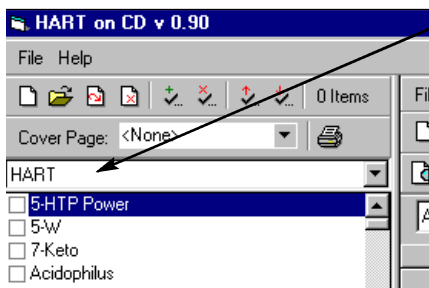 HART on CD v 0.90
File Help
0 Items
Cover Page: <None>
HART
5-HTP Power
5-W
7-Keto
Acidophilus